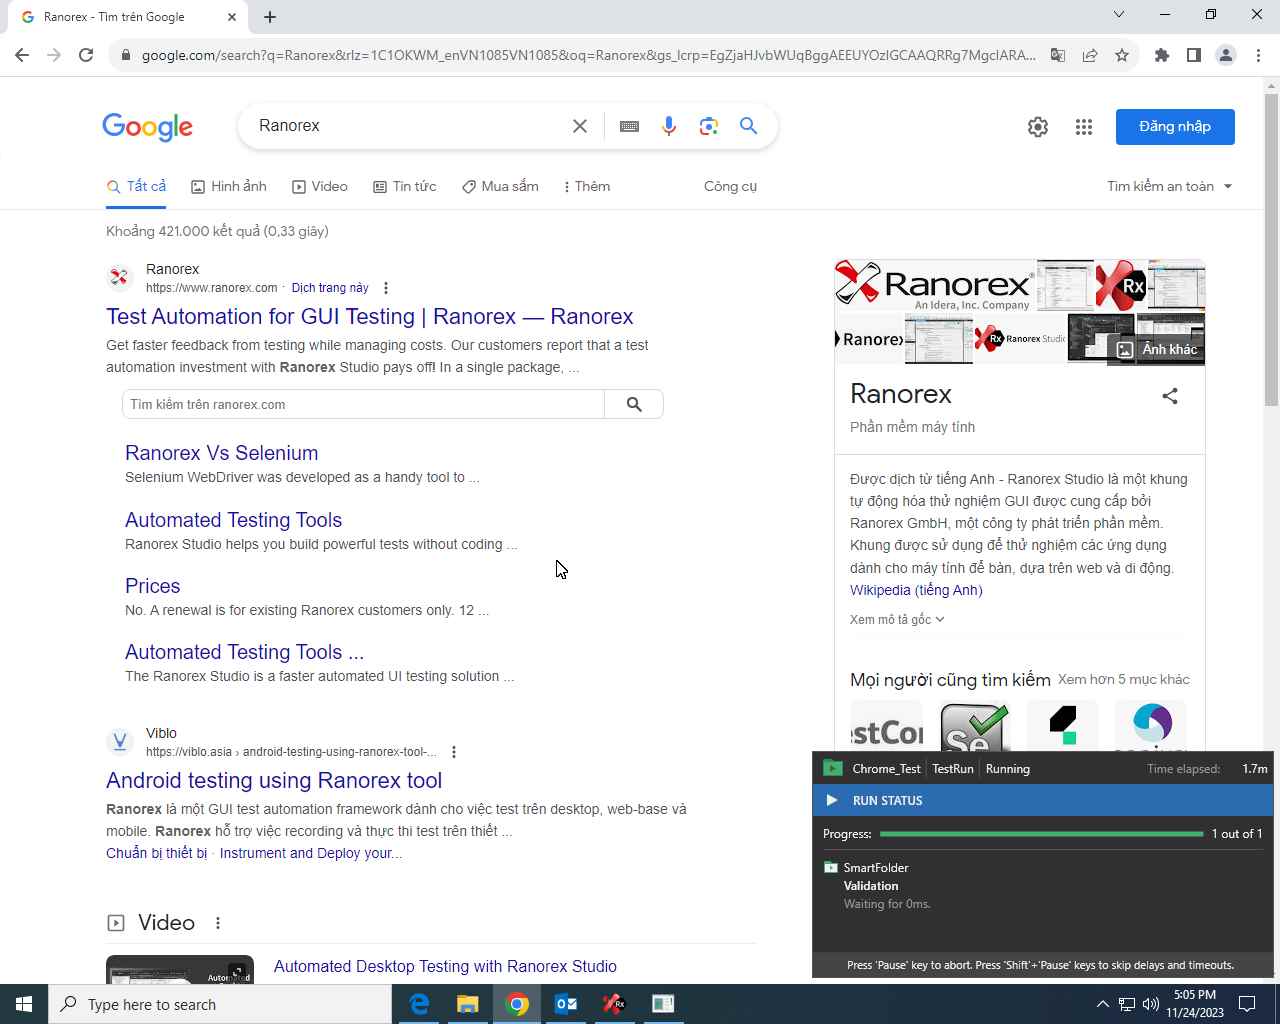 Ranorex - Tìm trên Google
google.com/search?q=Ranorex&rlz=1C1OKWM_enVN1085VN1085&oq=Ranorex&gs_lcrp=EgZjaHJvbWUqBggAEEUYOzIGCAAQRRg7MgcIARA...
Google
Ranorex
Đăng nhập
Tất cả
Hình ảnh
Video
Tin tức
Mua sắm
Thêm
Công cụ
Tìm kiếm an toàn
Khoảng 421.000 kết quả (0,33 giây)
Ranorex
https://www.ranorex.com · Dịch trang này
Test Automation for GUI Testing | Ranorex — Ranorex
Get faster feedback from testing while managing costs. Our customers report that a test
automation investment with Ranorex Studio pays off! In a single package, ...
Tìm kiếm trên ranorex.com
Ranorex Vs Selenium
Selenium WebDriver was developed as a handy tool to ...
Automated Testing Tools
Ranorex Studio helps you build powerful tests without coding ...
Prices
No. A renewal is for existing Ranorex customers only. 12 ...
Automated Testing Tools ...
The Ranorex Studio is a faster automated UI testing solution ...
Viblo
https://viblo.asia › android-testing-using-ranorex-tool-...
Android testing using Ranorex tool
Ranorex là một GUI test automation framework dành cho việc test trên desktop, web-base và
mobile. Ranorex hỗ trợ việc recording và thực thi test trên thiết ...
Chuẩn bị thiết bị · Instrument and Deploy your...
Video
Automated
Automated Desktop Testing with Ranorex Studio
Ranorex
An Idera, Inc. Company
Rx
Ranorex
Rx
Ranorex Studio
Ảnh khác
Ranorex
Phần mềm máy tính
Được dịch từ tiếng Anh - Ranorex Studio là một khung
tự động hóa thử nghiệm GUI được cung cấp bởi
Ranorex GmbH, một công ty phát triển phần mềm.
Khung được sử dụng để thử nghiệm các ứng dụng
dành cho máy tính để bàn, dựa trên web và di động.
Wikipedia (tiếng Anh)
Xem mô tả gốc
Mọi người cũng tìm kiếm
Xem hơn 5 mục khác
estCor
Se
Chrome_Test
TestRun
Running
Time elapsed:
1.7m
RUN STATUS
Progress:
1 out of 1
SmartFolder
Validation
Waiting for 0ms.
Press 'Pause' key to abort. Press 'Shift'+'Pause' keys to skip delays and timeouts.
Type here to search
Rx
5:05 PM
11/24/2023